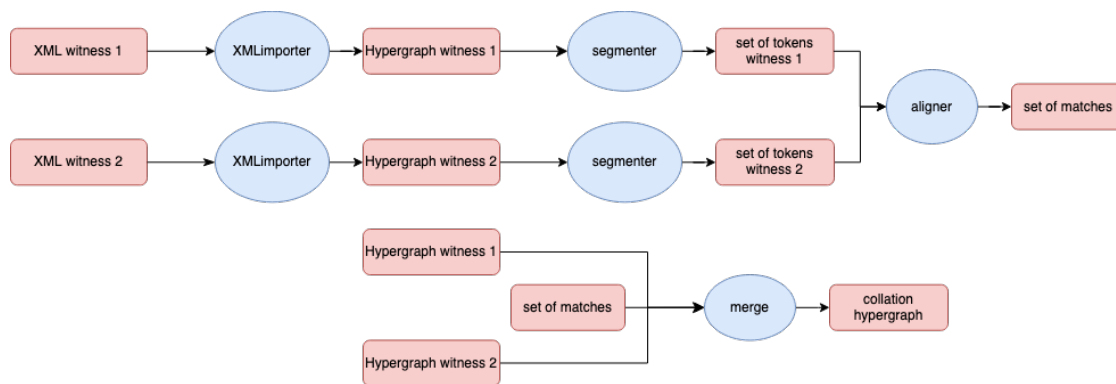 XML witness 1
XMLimporter
Hypergraph witness 1
segmenter
set of tokens
witness 1
aligner
set of matches
XML witness 2
XMLimporter
Hypergraph witness 2
segmenter
set of tokens
witness 2
Hypergraph witness 1
set of matches
merge
collation
hypergraph
Hypergraph witness 2